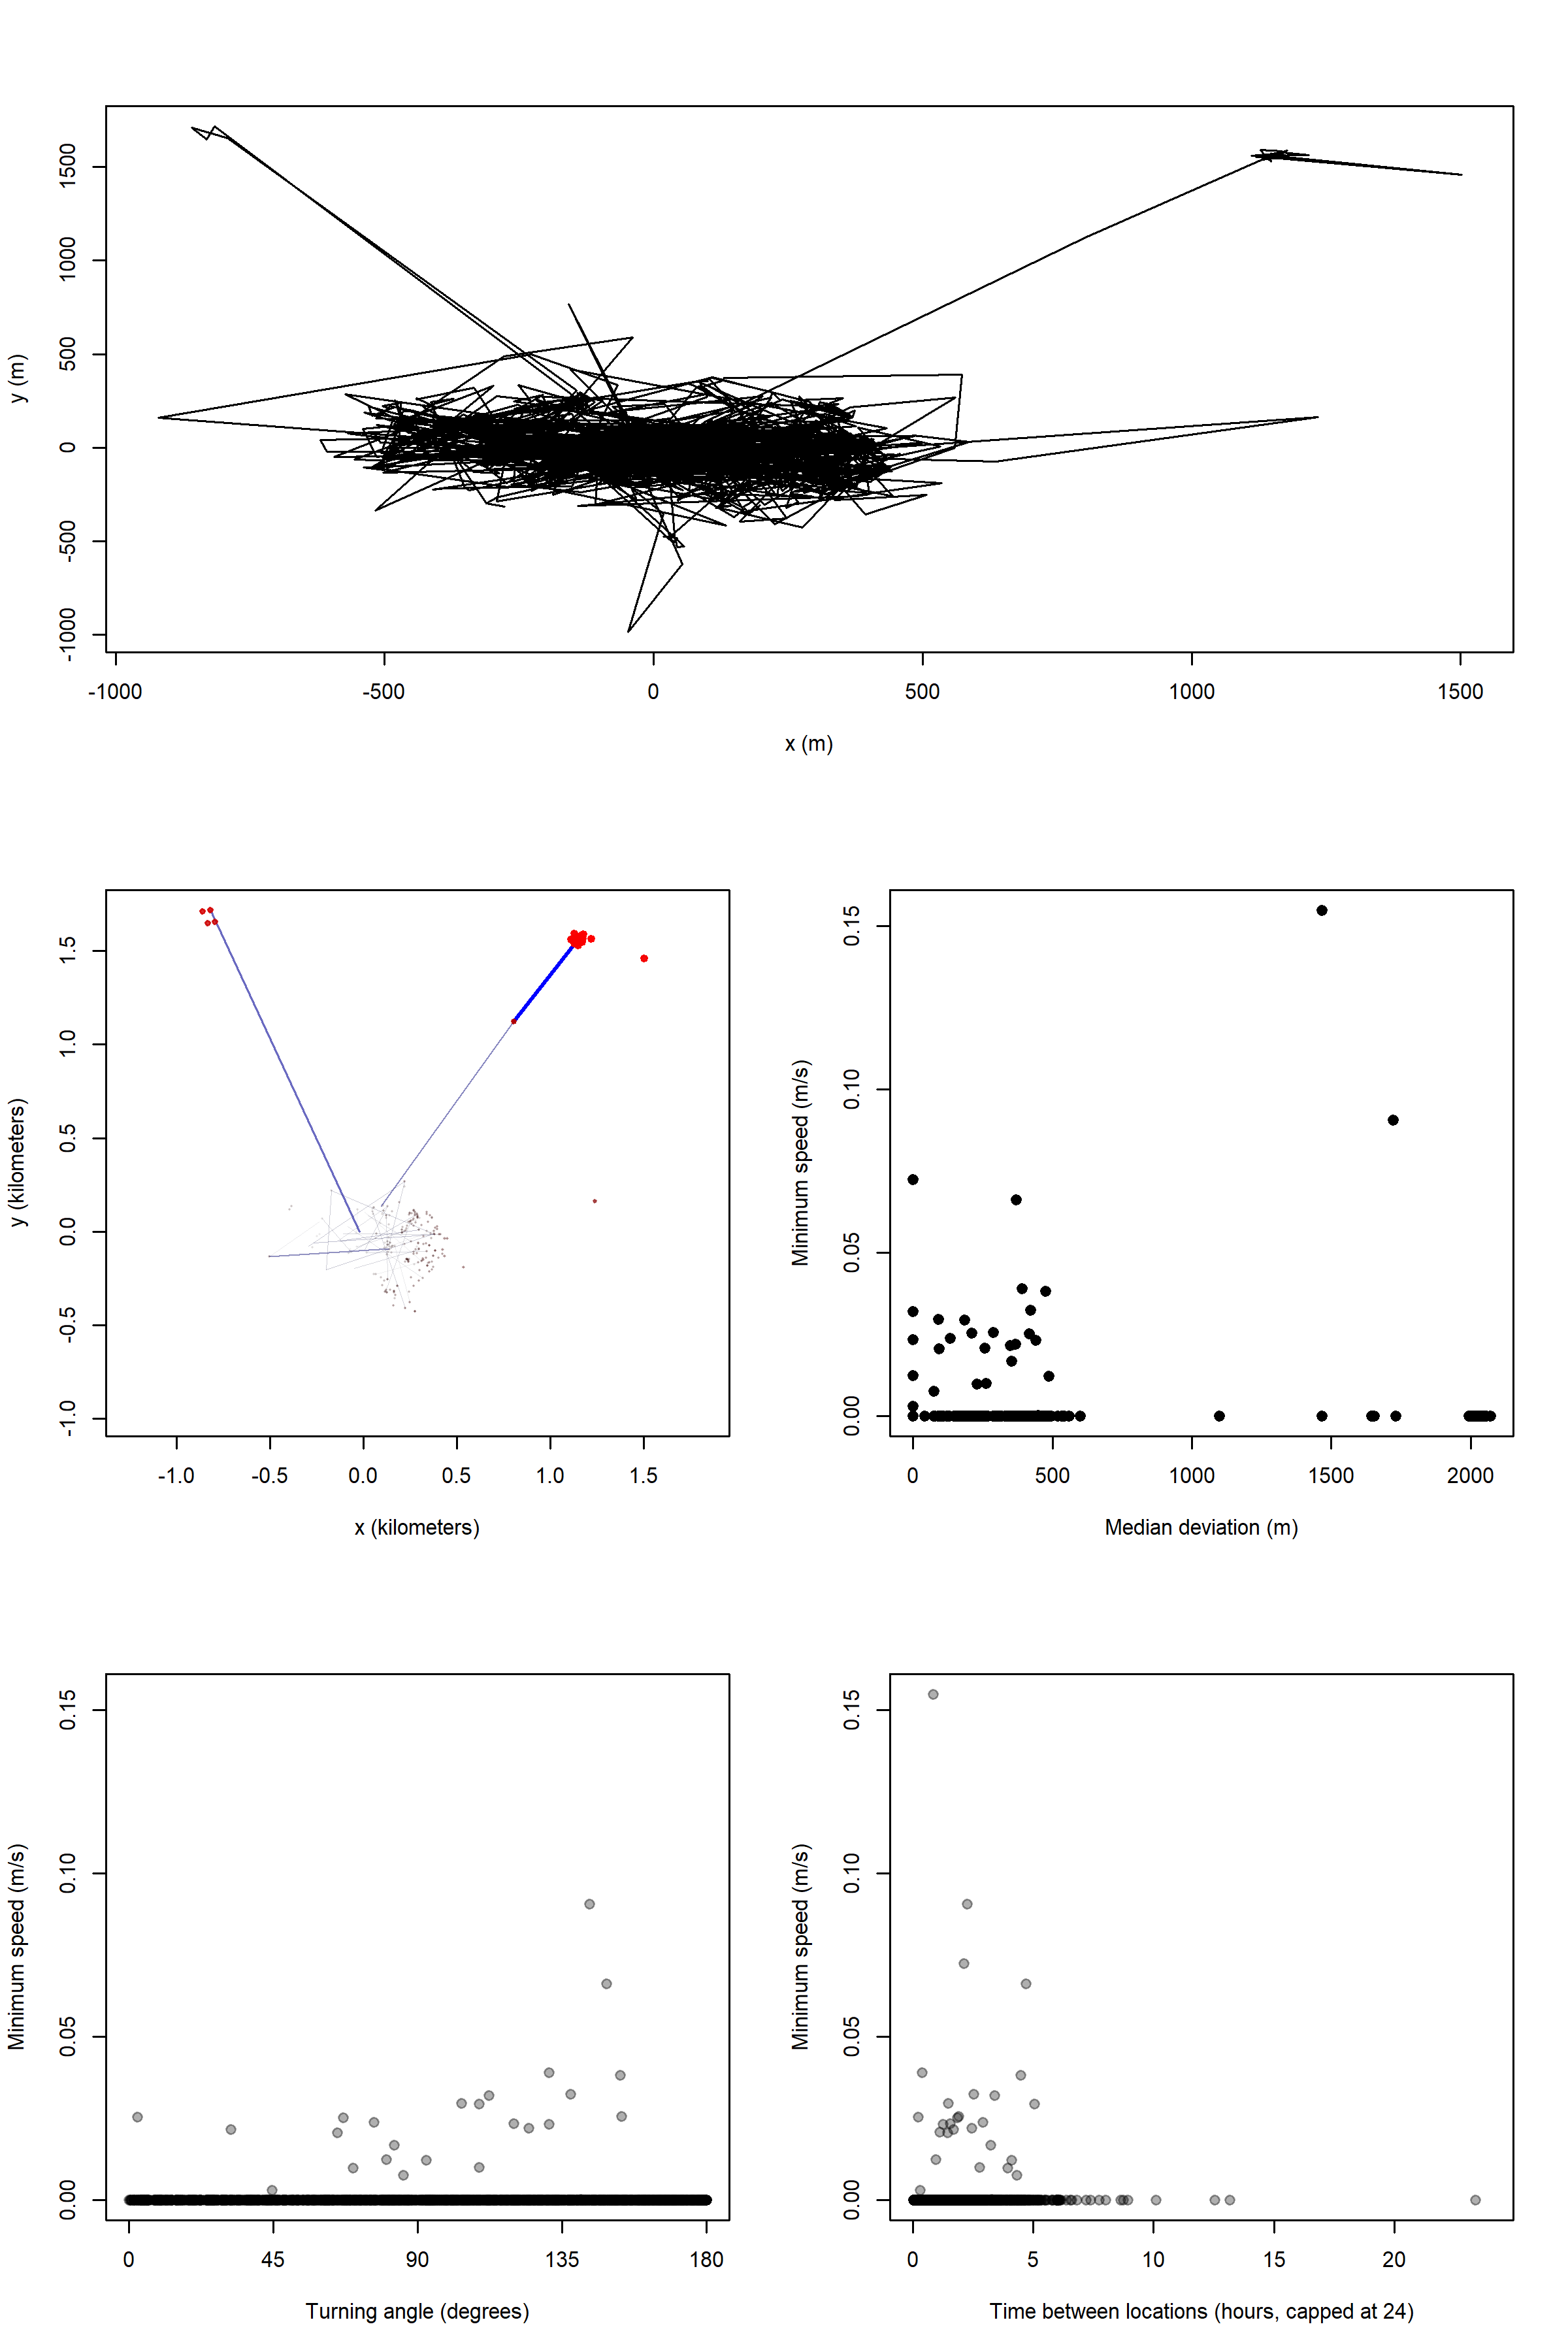 1500
1000
500
0
-500
-1000
y (m)
-1000 -500 0 500 1000 1500
x (m)
1.5
1.0
0.5
0.0
-0.5
-1.0
y (kilometers)
-1.0 -0.5 0.0 0.5 1.0 1.5
x (kilometers)
0.15
0.10
0.05
0.00
Minimum speed (m/s)
0 500 1000 1500 2000
Median deviation (m)
0.15
0.10
0.05
0.00
Minimum speed (m/s)
0 45 90 135 180
Turning angle (degrees)
0.15
0.10
0.05
0.00
Minimum speed (m/s)
0 5 10 15 20
Time between locations (hours, capped at 24)